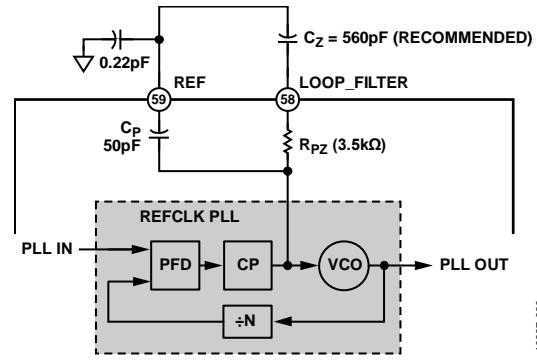 C_Z = 560pF (RECOMMENDED)
0.22pF
REF
LOOP_FILTER
59
58
C_P
50pF
R_PZ (3.5kΩ)
REFCLK PLL
PLL IN
PFD
CP
VCO
PLL OUT
÷N